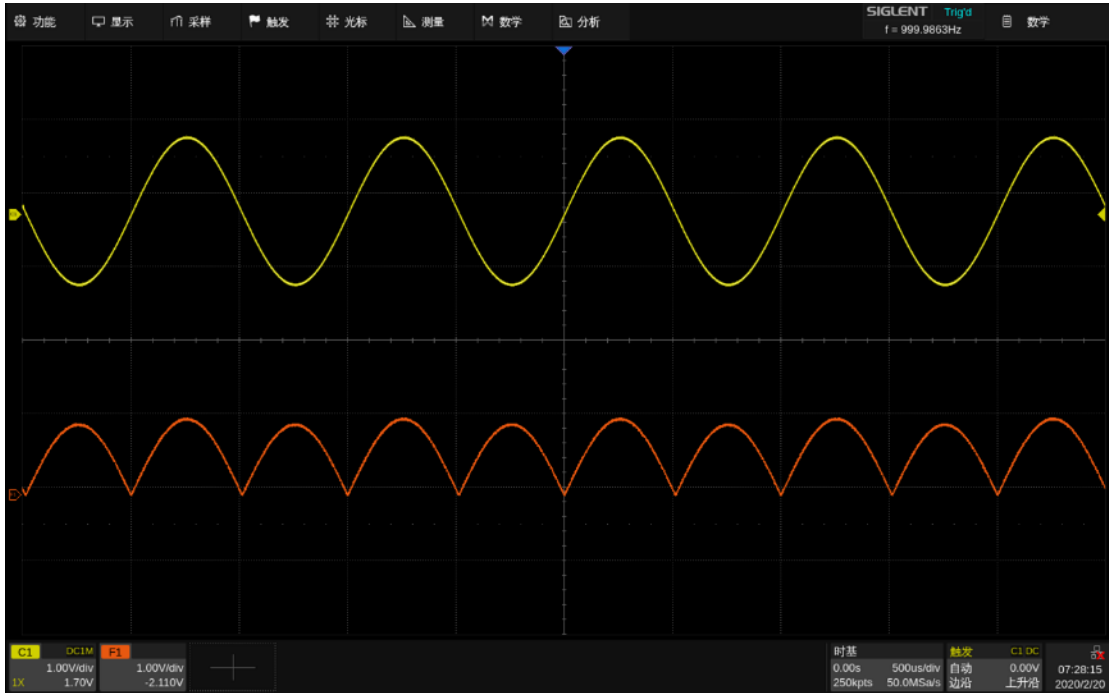 功能 显示 采样 触发 光标 测量 数学 分析 SIGLENT Trig'd 数学
f = 999.9863Hz
C1 DC1M F1 时基 触发 C1 DC
1.00V/div 1.00V/div 0.00s 500us/div 自动 0.00V 07:28:15
1X 1.70V -2.110V 250kpts 50.0MSa/s 边沿 上升沿 2020/2/20